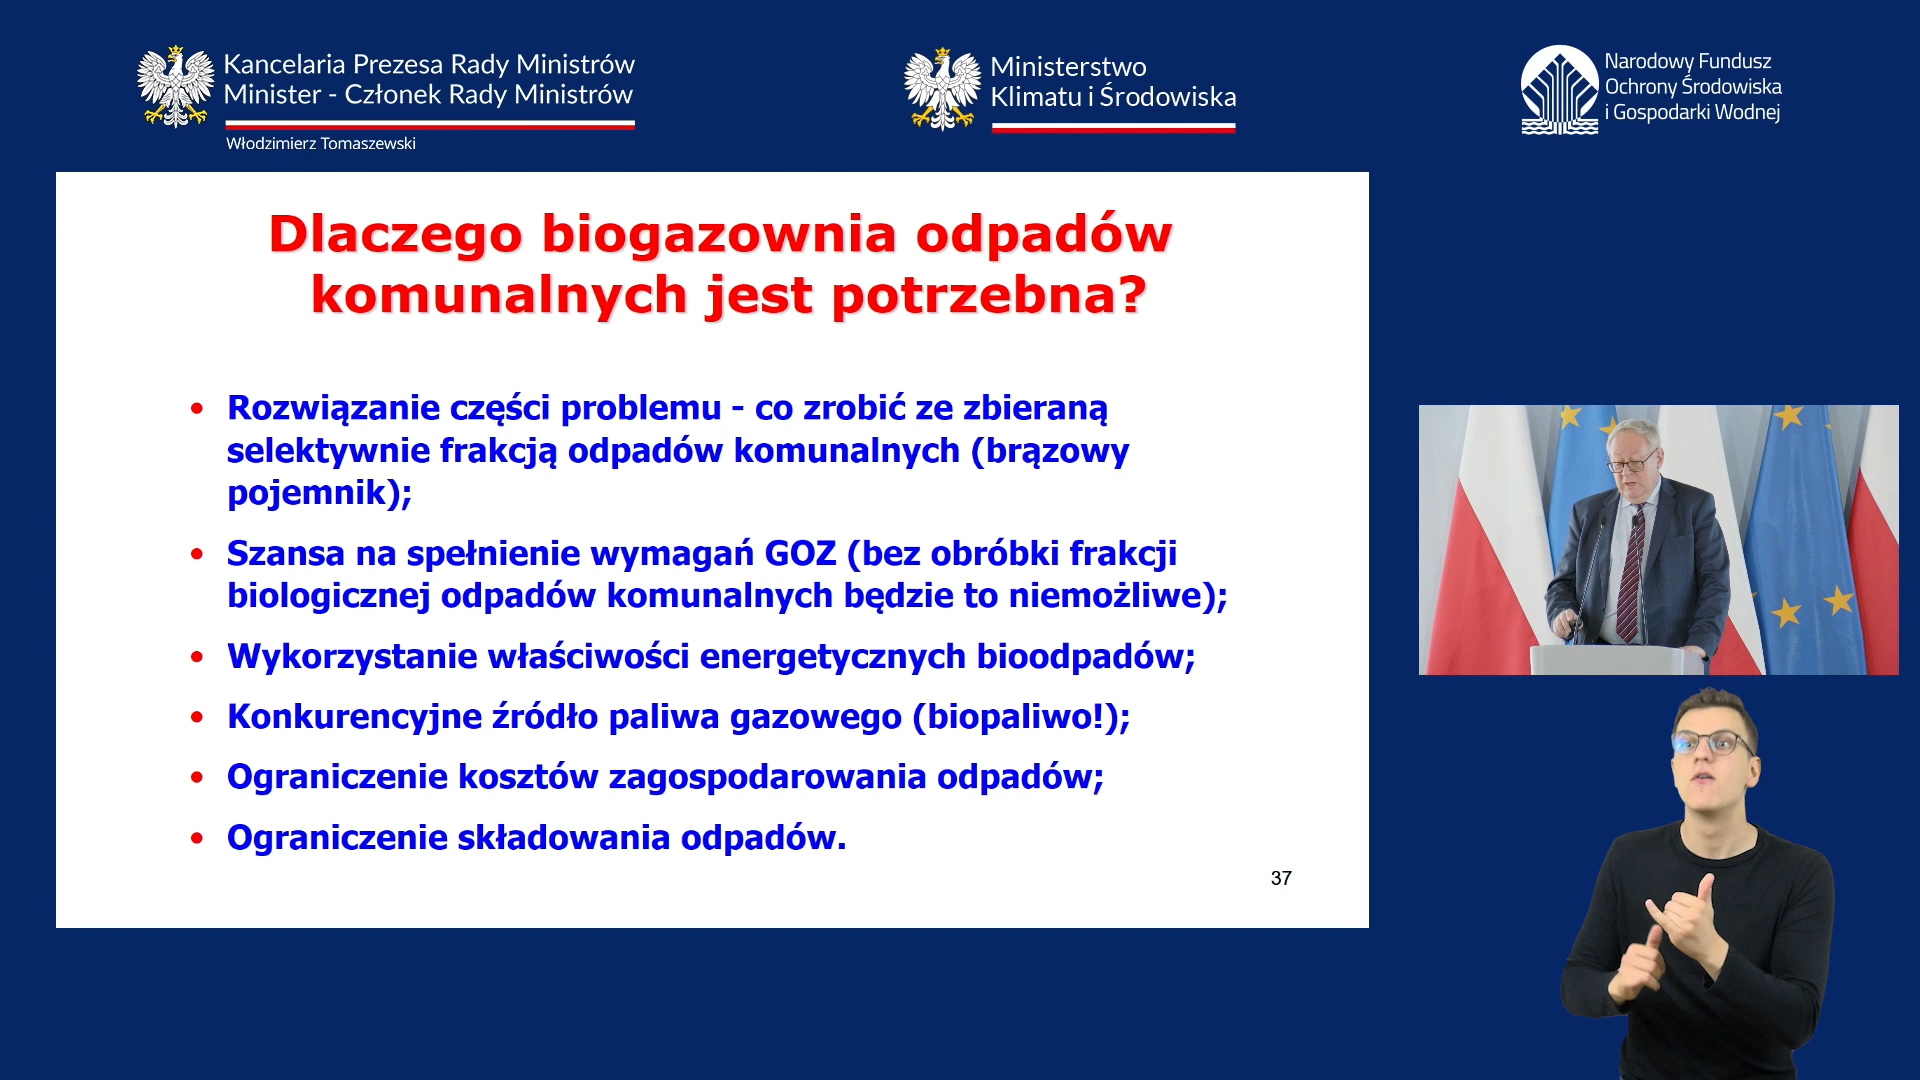 Kancelaria Prezesa Rady Ministrów
Minister - Członek Rady Ministrów
Włodzimierz Tomaszewski
Ministerstwo
Klimatu i Środowiska
Narodowy Fundusz
Ochrony Środowiska
i Gospodarki Wodnej
Dlaczego biogazownia odpadów
komunalnych jest potrzebna?
• Rozwiązanie części problemu - co zrobić ze zbieraną
selektywnie frakcją odpadów komunalnych (brązowy
pojemnik);
• Szansa na spełnienie wymagań GOZ (bez obróbki frakcji
biologicznej odpadów komunalnych będzie to niemożliwe);
• Wykorzystanie właściwości energetycznych bioodpadów;
• Konkurencyjne źródło paliwa gazowego (biopaliwo!);
• Ograniczenie kosztów zagospodarowania odpadów;
• Ograniczenie składowania odpadów.
37